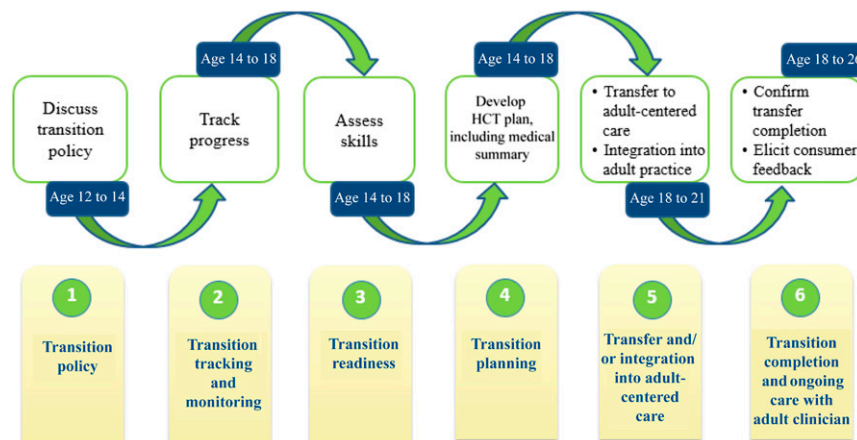 Age 14 to 18
Age 14 to 18
Age 18 to 26
Discuss
transition
policy
Track
progress
Assess
skills
Develop
HCT plan,
including medical
summary
• Transfer to
adult-centered
care
• Integration into
adult practice
• Confirm
transfer
completion
• Elicit consumer
feedback
Age 12 to 14
Age 14 to 18
Age 18 to 21
1
Transition
policy
2
Transition
tracking
and
monitoring
3
Transition
readiness
4
Transition
planning
5
Transfer and/
or integration
into adult-
centered
care
6
Transition
completion
and ongoing
care with
adult clinician